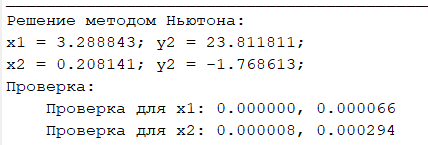 Решение методом Ньютона:
x1 = 3.288843; y2 = 23.811811;
x2 = 0.208141; y2 = -1.768613;
Проверка:
Проверка для x1: 0.000000, 0.000066
Проверка для x2: 0.000008, 0.000294